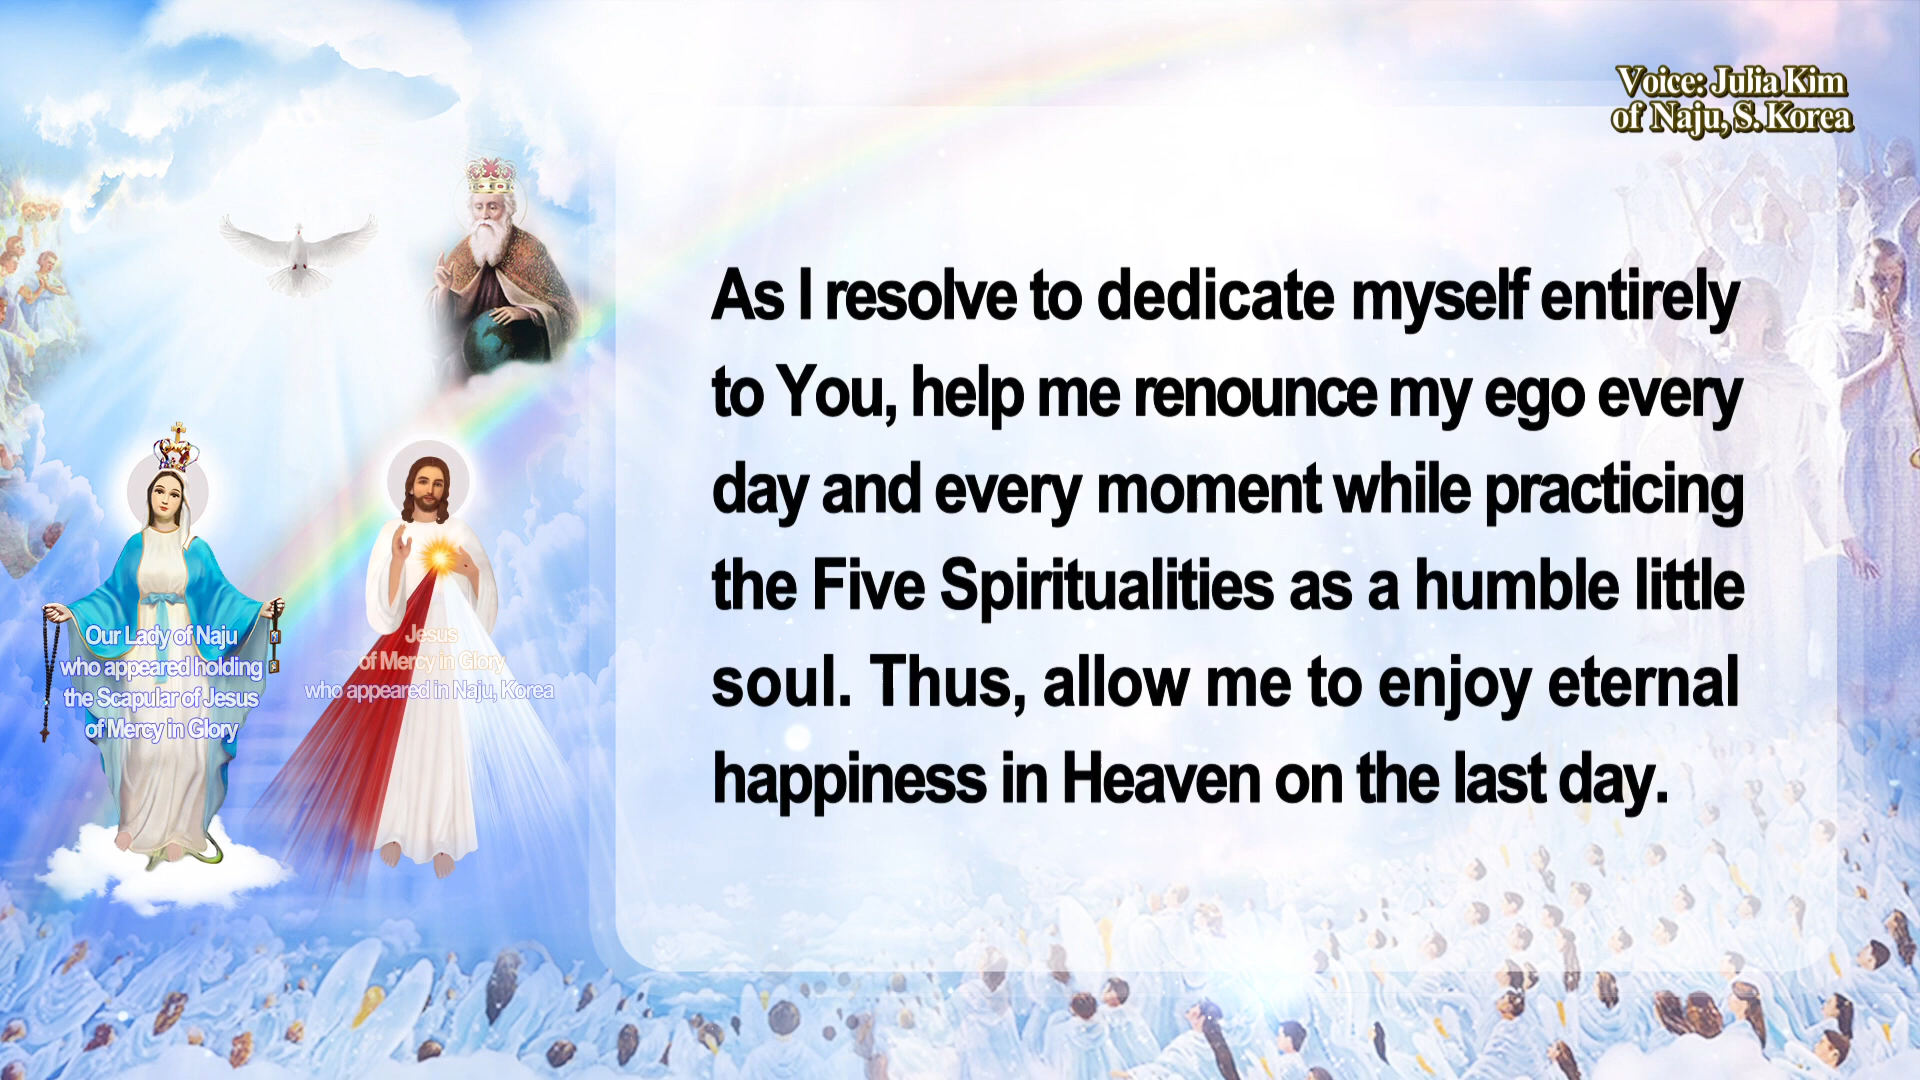 Voice: Julia Kim
of Naju, S. Korea
As I resolve to dedicate myself entirely
to You, help me renounce my ego every
day and every moment while practicing
the Five Spiritualities as a humble little
soul. Thus, allow me to enjoy eternal
happiness in Heaven on the last day.
Our Lady of Naju
who appeared holding
the Scapular of Jesus
of Mercy in Glory
Jesus
of Mercy in Glory
who appeared in Naju, Korea